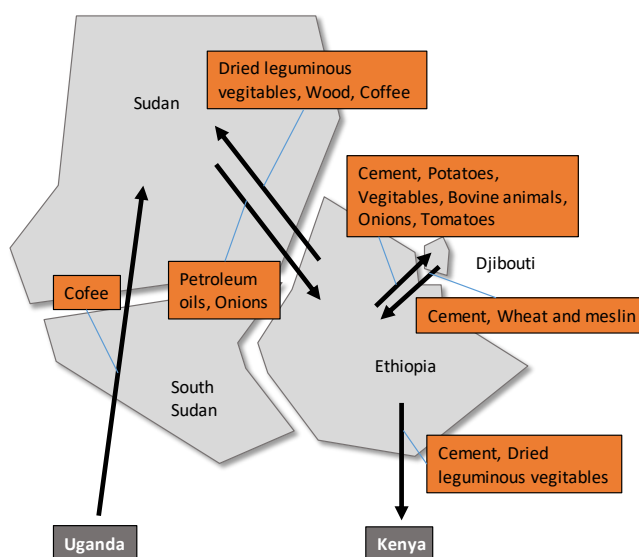 Dried leguminous
vegitables, Wood, Coffee
Sudan
Cement, Potatoes,
Vegitables, Bovine animals,
Onions, Tomatoes
Djibouti
Cofee
Petroleum
oils, Onions
Cement, Wheat and meslin
Ethiopia
South
Sudan
Cement, Dried
leguminous vegitables
Uganda
Kenya